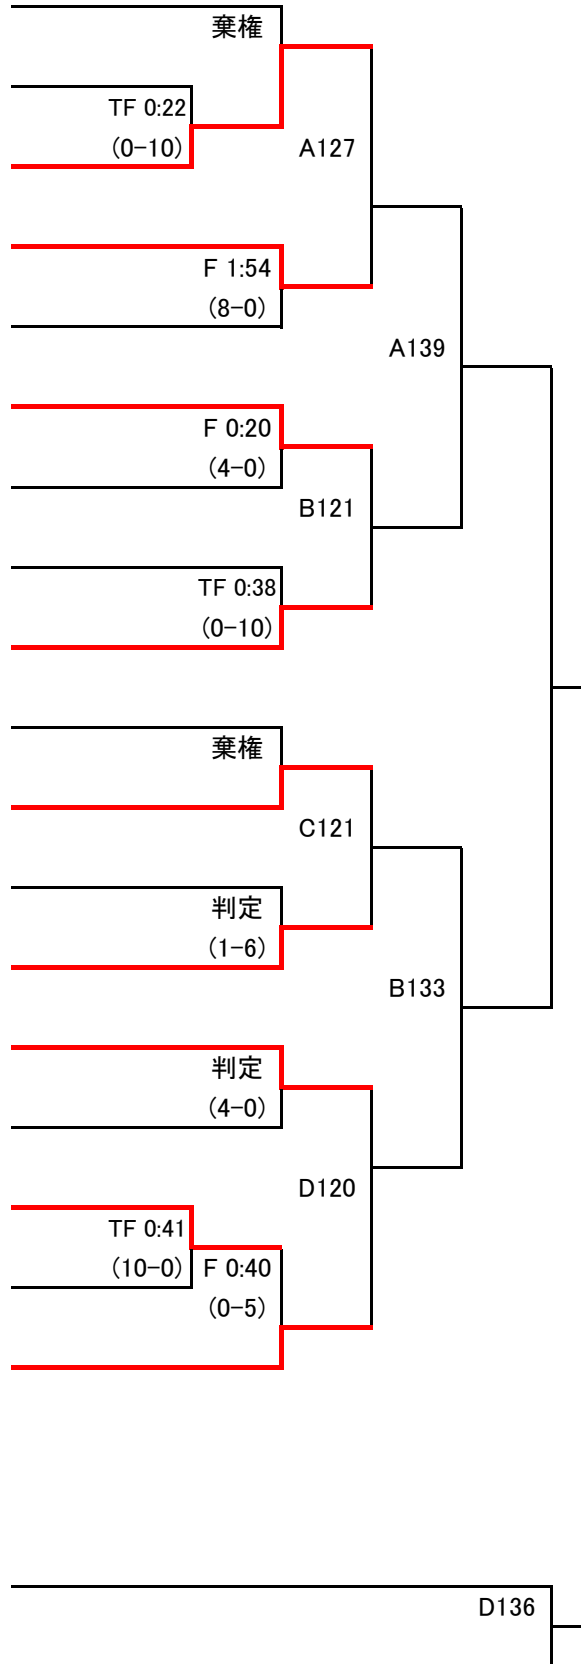 棄権
TF 0:22
(0-10)
A127
F 1:54
(8-0)
A139
F 0:20
(4-0)
B121
TF 0:38
(0-10)
棄権
C121
判定
(1-6)
B133
判定
(4-0)
D120
TF 0:41
(10-0)
F 0:40
(0-5)
D136